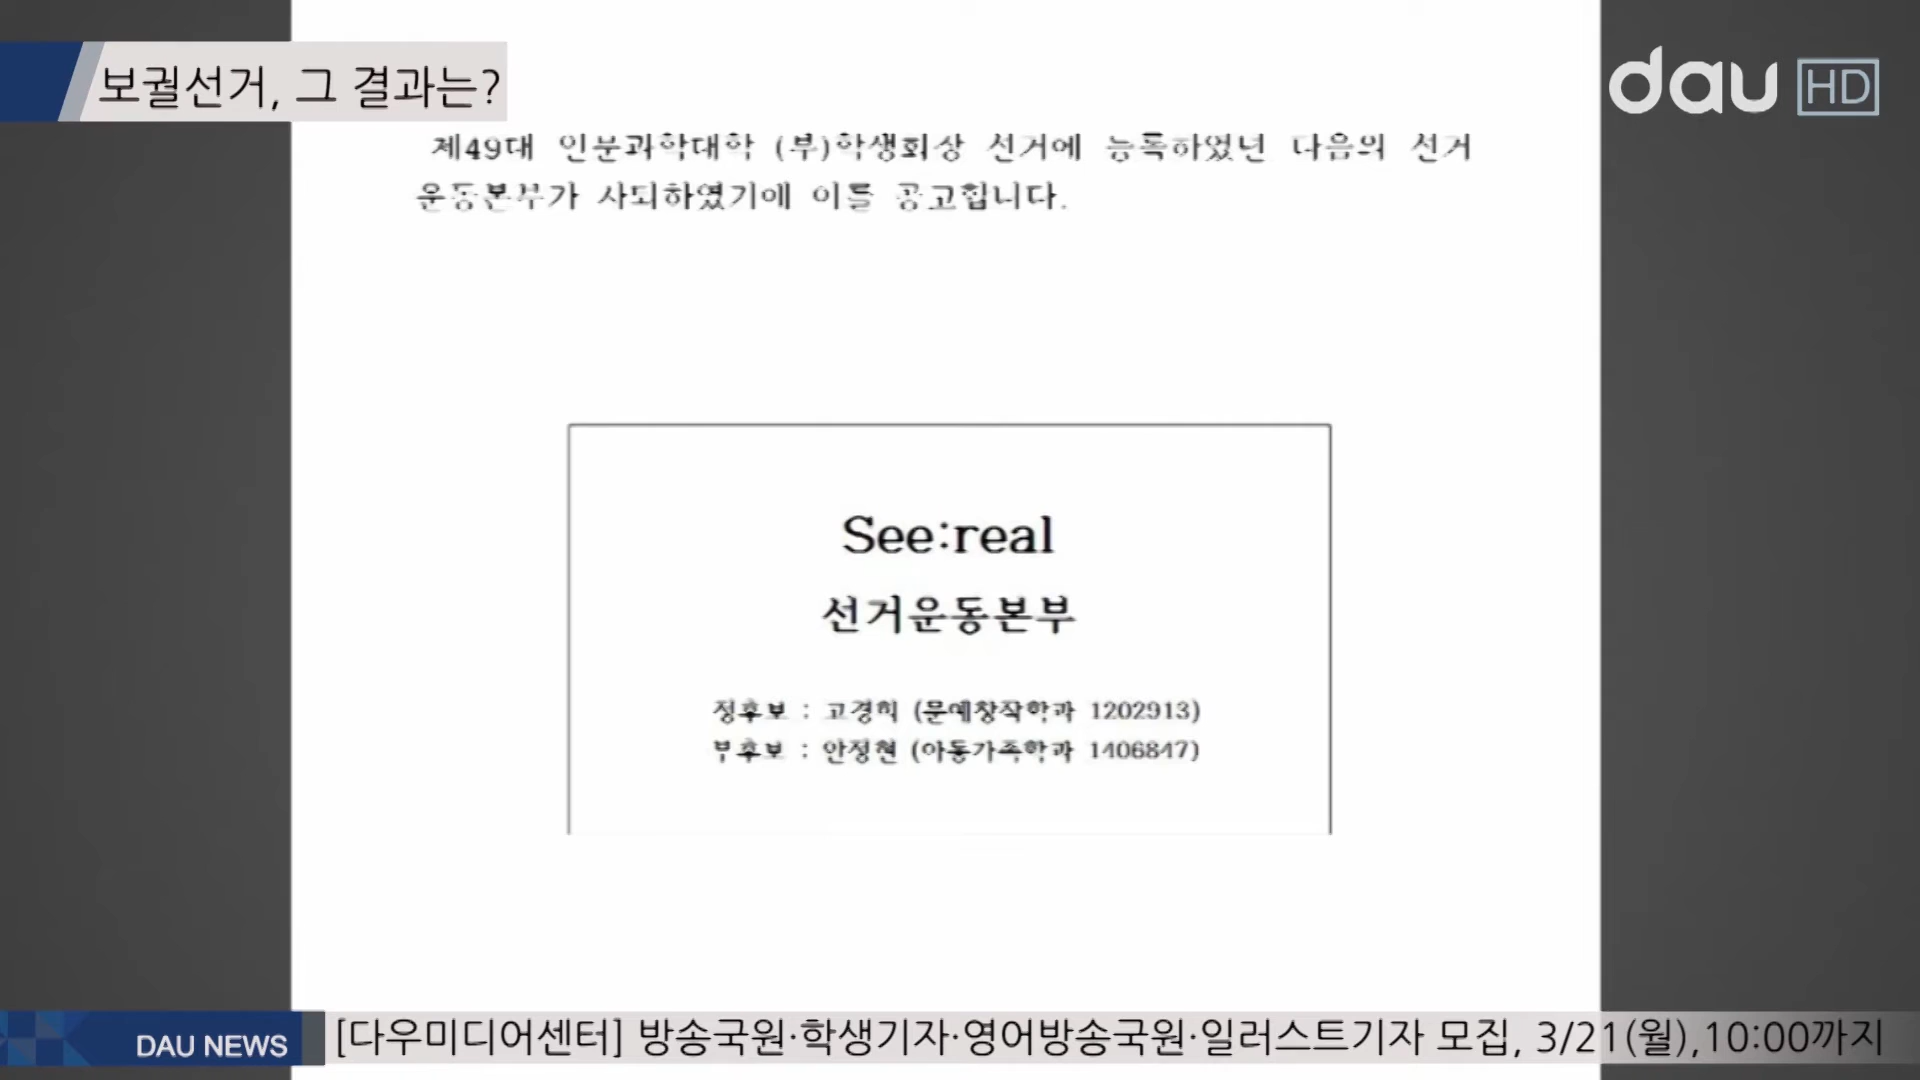 보궐선거, 그 결과는?
dau HD
제49대 인문과학대학 (부)학생회장 선거에 등록하였던 다음의 선거
운동본부가 사퇴하였기에 이를 공고합니다.
See:real
선거운동본부
정후보 : 고경희 (문예창작학과 1202913)
부후보 : 안정현 (아동가족학과 1406847)
DAU NEWS
[다우미디어센터] 방송국원·학생기자·영어방송국원·일러스트기자 모집, 3/21(월),10:00까지